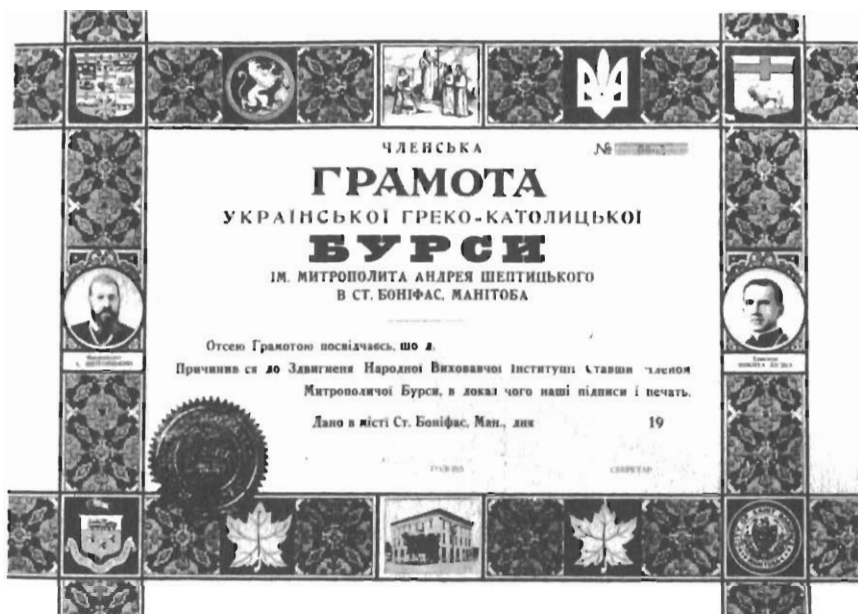 ЧЛЕНСЬКА
№
ГРАМОТА
УКРАЇНСЬКОЇ ГРЕКО-КАТОЛИЦЬКОЇ
БУРСИ
ІМ. МИТРОПОЛИТА АНДРЕЯ ШЕПТИЦЬКОГО
В СТ. БОНІФАС, МАНІТОБА
Отсею Грамотою посвідчаєсь, що д.
Причинив ся до Здвигненя Народної Виховавчої Інституції ставши членом
Митрополичої Бурси, в доказ чого наші підписи і печать.
Дано в місті Ст. Боніфас, Ман., дня 19
СЕКРЕТАР